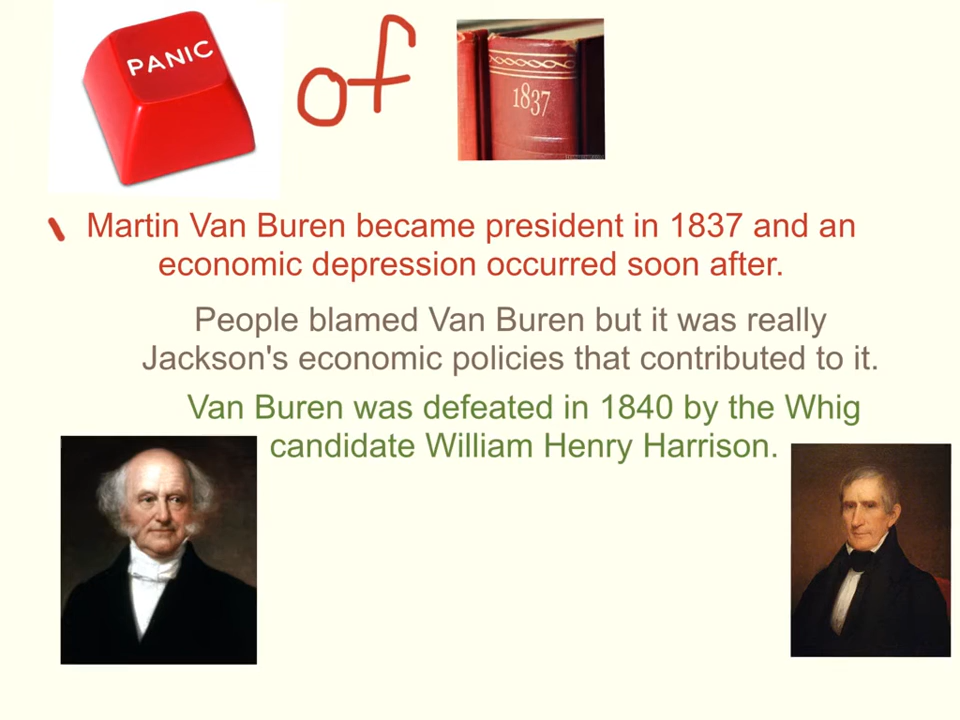 PANIC of 1837
Martin Van Buren became president in 1837 and an
economic depression occurred soon after.
People blamed Van Buren but it was really
Jackson's economic policies that contributed to it.
Van Buren was defeated in 1840 by the Whig
candidate William Henry Harrison.